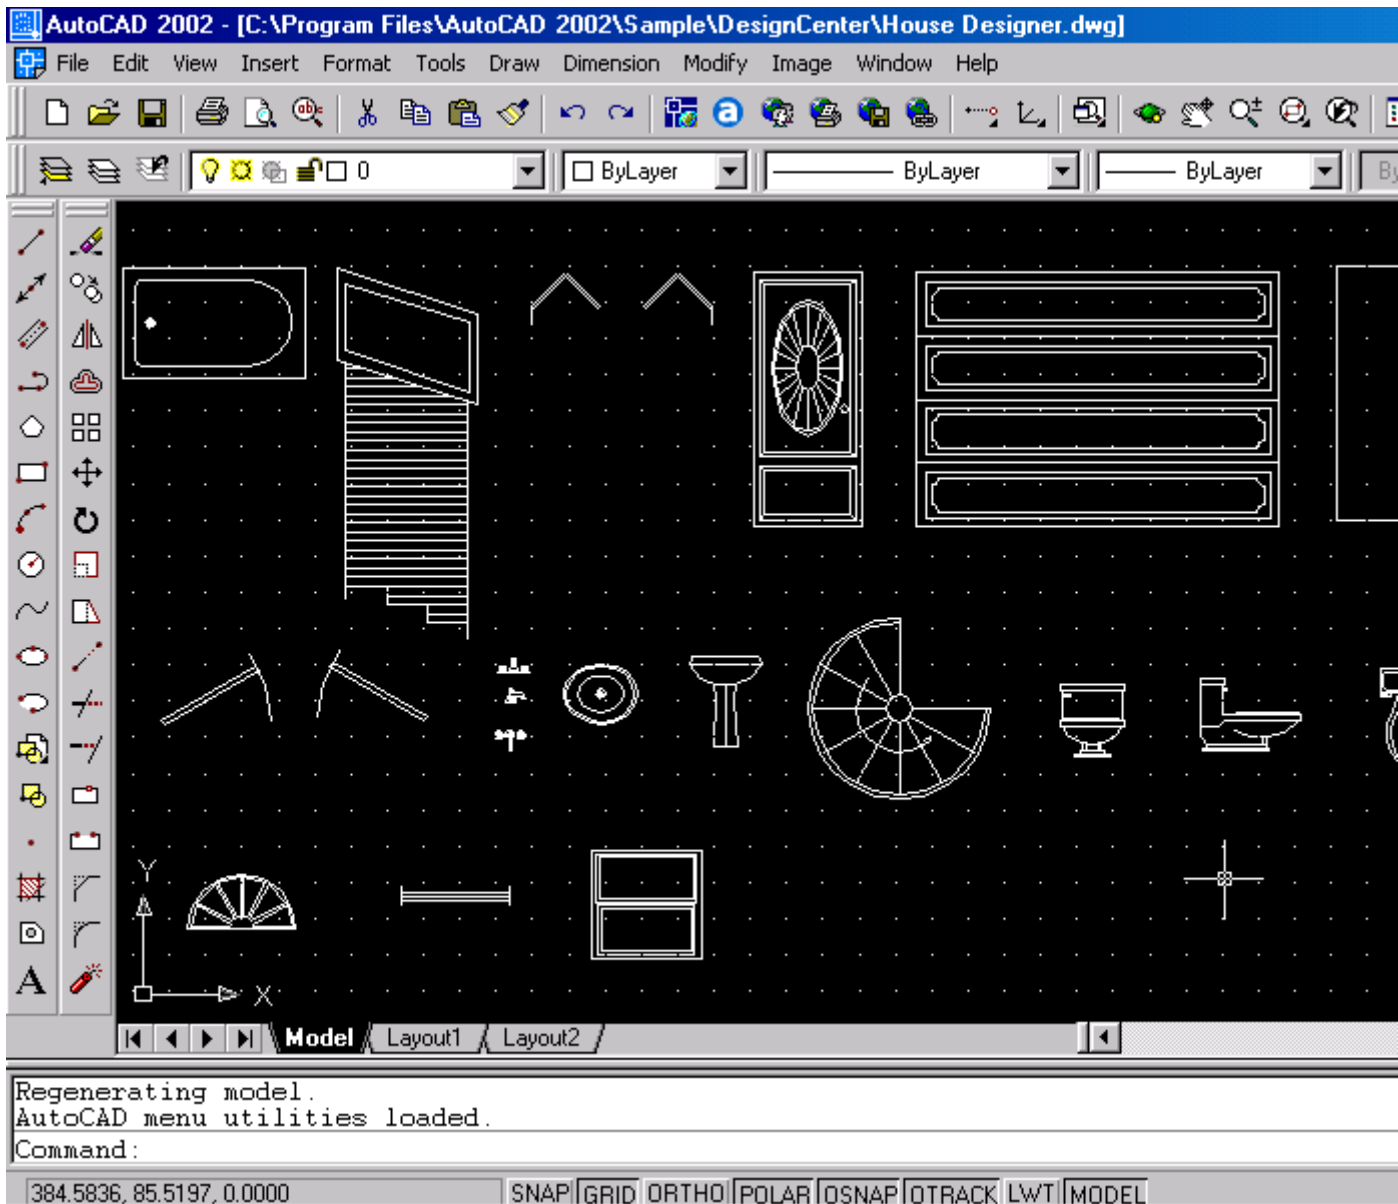 AutoCAD 2002 - [C:\Program Files\AutoCAD 2002\Sample\DesignCenter\House Designer.dwg]
File Edit View Insert Format Tools Draw Dimension Modify Image Window Help
0 ByLayer ByLayer ByLayer By
A
Y
X
Model Layout1 Layout2
Regenerating model.
AutoCAD menu utilities loaded.
Command:
384.5836, 85.5197, 0.0000 SNAP GRID ORTHO POLAR OSNAP OTRACK LWT MODEL